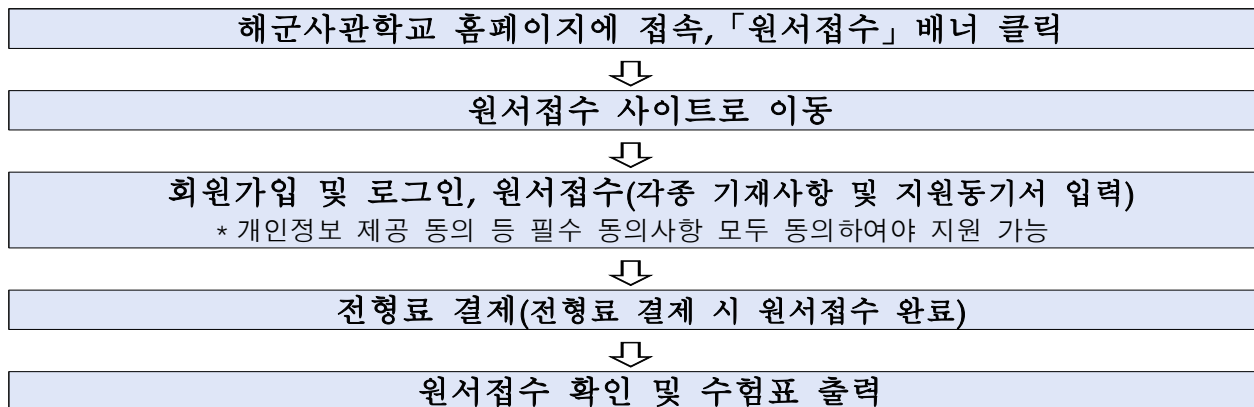 해군사관학교 홈페이지에 접속,「원서접수」배너 클릭
원서접수 사이트로 이동
회원가입 및 로그인, 원서접수(각종 기재사항 및 지원동기서 입력)
* 개인정보 제공 동의 등 필수 동의사항 모두 동의하여야 지원 가능
전형료 결제(전형료 결제 시 원서접수 완료)
원서접수 확인 및 수험표 출력